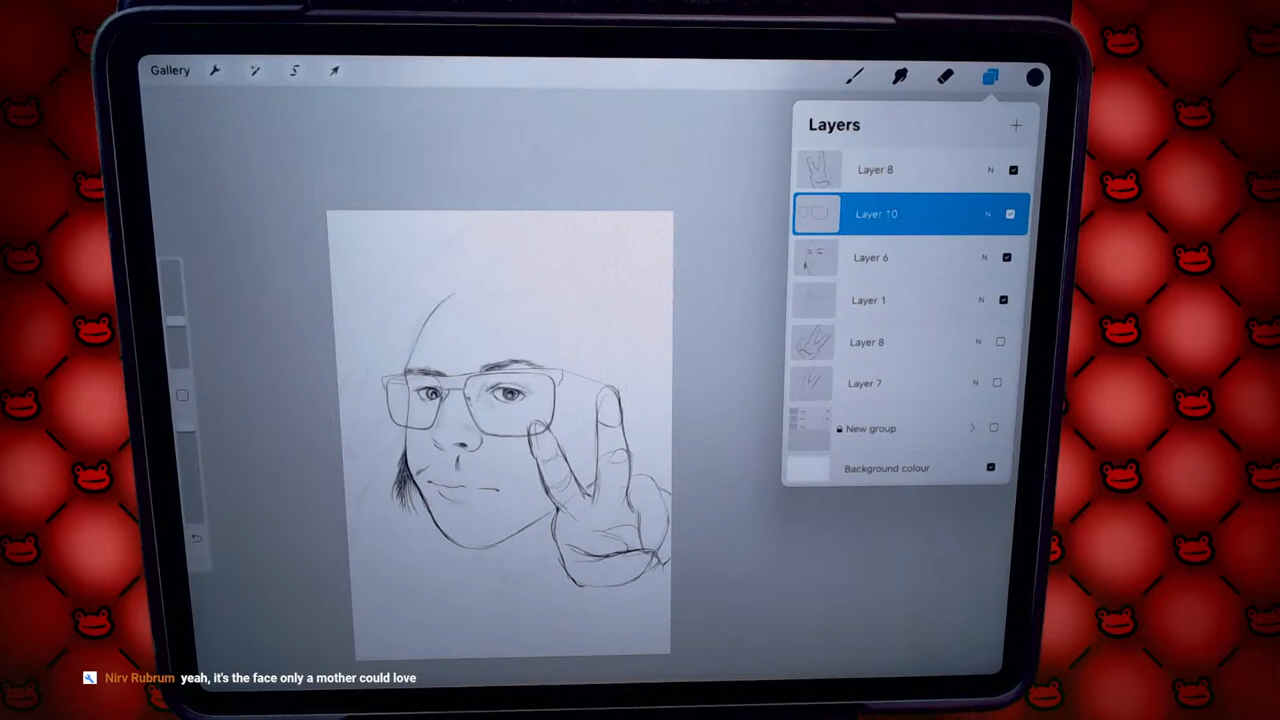 Gallery
Layers
Layer 8 N
Layer 10 N
Layer 6 N
Layer 1 N
Layer 8 N
Layer 7 N
New group
Background colour
Nirv Rubrum yeah, it's the face only a mother could love